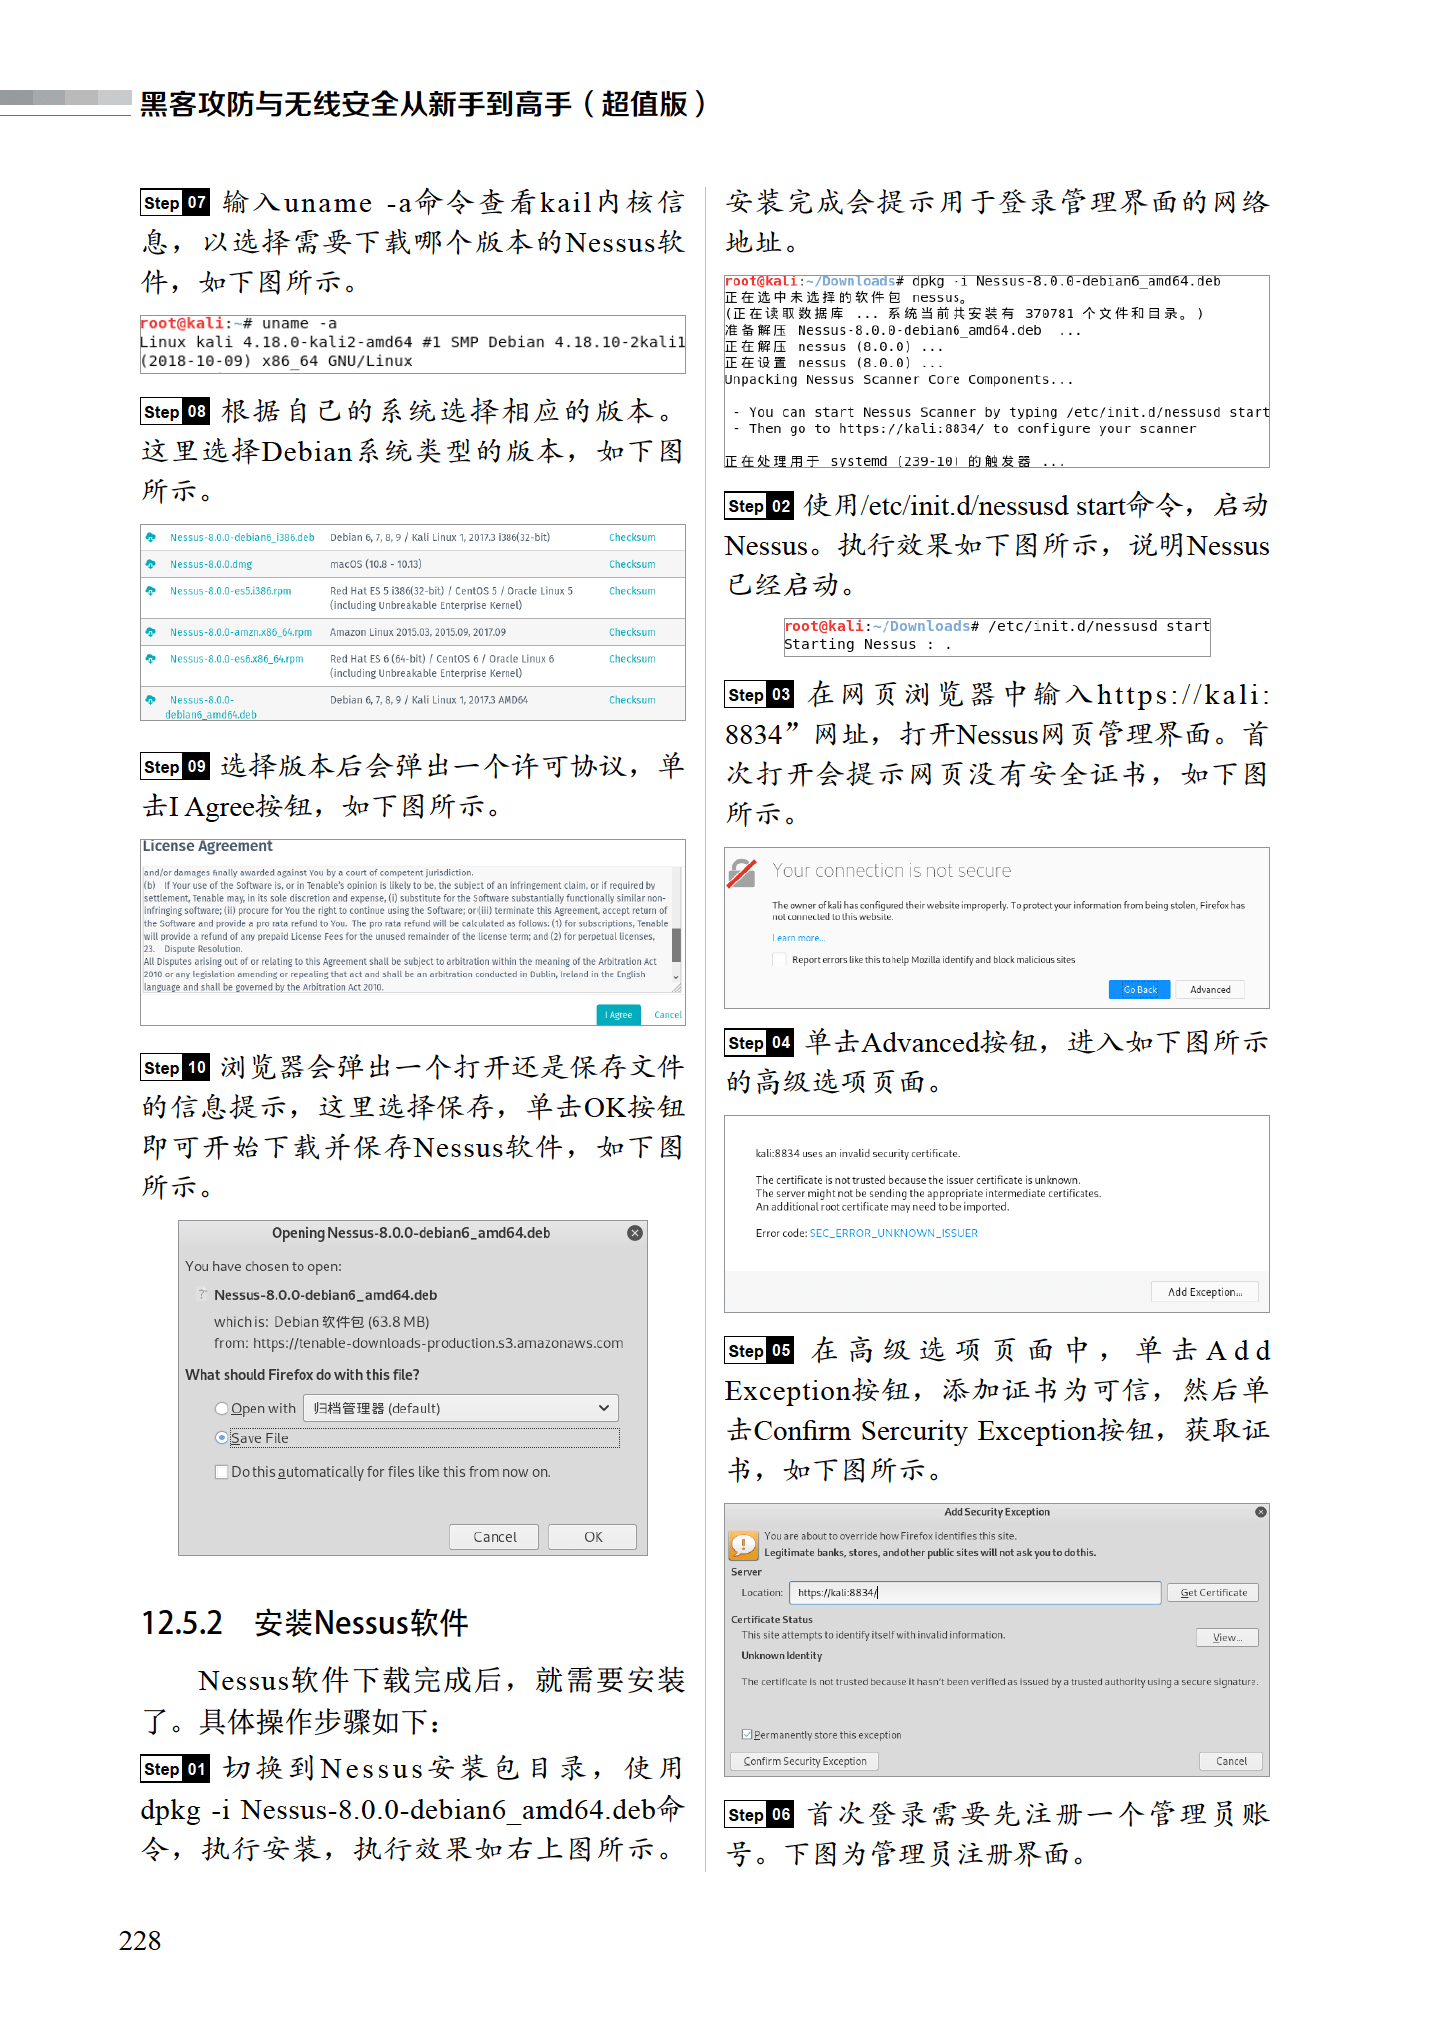 黑客攻防与无线安全从新手到高手（超值版）
Step 07 输入uname -a命令查看kail内核信
息，以选择需要下载哪个版本的Nessus软
件，如下图所示。
root@kali:~# uname -a
Linux kali 4.18.0-kali2-amd64 #1 SMP Debian 4.18.10-2kali1
(2018-10-09) x86_64 GNU/Linux
Step 08 根据自己的系统选择相应的版本。
这里选择Debian系统类型的版本，如下图
所示。
Nessus-8.0.0-debian6_i386.deb Debian 6, 7, 8, 9 / Kali Linux 1, 2017.3 i386(32-bit) Checksum
Nessus-8.0.0.dmg macOS (10.8 - 10.13) Checksum
Nessus-8.0.0-es5.i386.rpm Red Hat ES 5 i386(32-bit) / CentOS 5 / Oracle Linux 5 Checksum
(including Unbreakable Enterprise Kernel)
Nessus-8.0.0-amzn.x86_64.rpm Amazon Linux 2015.03, 2015.09, 2017.09 Checksum
Nessus-8.0.0-es6.x86_64.rpm Red Hat ES 6 (64-bit) / CentOS 6 / Oracle Linux 6 Checksum
(including Unbreakable Enterprise Kernel)
Nessus-8.0.0- Debian 6, 7, 8, 9 / Kali Linux 1, 2017.3 AMD64 Checksum
debian6_amd64.deb
Step 09 选择版本后会弹出一个许可协议，单
击I Agree按钮，如下图所示。
License Agreement
and/or damages finally awarded against You by a court of competent jurisdiction.
(b) If Your use of the Software is, or in Tenable's opinion is likely to be, the subject of an infringement claim, or if required by
settlement, Tenable may, in its sole discretion and expense, (i) substitute for the Software substantially functionally similar non-
infringing software; (ii) procure for You the right to continue using the Software; or (iii) terminate this Agreement, accept return of
the Software and provide a pro rata refund to You. The pro rata refund will be calculated as follows: (1) for subscriptions, Tenable
will provide a refund of any prepaid License Fees for the unused remainder of the license term; and (2) for perpetual licenses,
23. Dispute Resolution.
All Disputes arising out of or relating to this Agreement shall be subject to arbitration within the meaning of the Arbitration Act
2010 or any legislation amending or repealing that act and shall be an arbitration conducted in Dublin, Ireland in the English
language and shall be governed by the Arbitration Act 2010.
I Agree Cancel
Step 10 浏览器会弹出一个打开还是保存文件
的信息提示，这里选择保存，单击OK按钮
即可开始下载并保存Nessus软件，如下图
所示。
Opening Nessus-8.0.0-debian6_amd64.deb
You have chosen to open:
Nessus-8.0.0-debian6_amd64.deb
which is: Debian 软件包 (63.8 MB)
from: https://tenable-downloads-production.s3.amazonaws.com
What should Firefox do with this file?
Open with 归档管理器 (default)
Save File
Do this automatically for files like this from now on.
Cancel OK
12.5.2 安装Nessus软件
Nessus软件下载完成后，就需要安装
了。具体操作步骤如下：
Step 01 切换到Nessus安装包目录，使用
dpkg -i Nessus-8.0.0-debian6_amd64.deb命
令，执行安装，执行效果如右上图所示。
安装完成会提示用于登录管理界面的网络
地址。
root@kali:~/Downloads# dpkg -i Nessus-8.0.0-debian6_amd64.deb
正在选中未选择的软件包 nessus。
(正在读取数据库 ... 系统当前共安装有 370781 个文件和目录。)
准备解压 Nessus-8.0.0-debian6_amd64.deb ...
正在解压 nessus (8.0.0) ...
正在设置 nessus (8.0.0) ...
Unpacking Nessus Scanner Core Components...
- You can start Nessus Scanner by typing /etc/init.d/nessusd start
- Then go to https://kali:8834/ to configure your scanner
正在处理用于 systemd (239-10) 的触发器 ...
Step 02 使用/etc/init.d/nessusd start命令，启动
Nessus。执行效果如下图所示，说明Nessus
已经启动。
root@kali:~/Downloads# /etc/init.d/nessusd start
Starting Nessus : .
Step 03 在网页浏览器中输入https://kali:
8834”网址，打开Nessus网页管理界面。首
次打开会提示网页没有安全证书，如下图
所示。
Your connection is not secure
The owner of kali has configured their website improperly. To protect your information from being stolen, Firefox has
not connected to this website.
Learn more...
Report errors like this to help Mozilla identify and block malicious sites
Go Back Advanced
Step 04 单击Advanced按钮，进入如下图所示
的高级选项页面。
kali:8834 uses an invalid security certificate.
The certificate is not trusted because the issuer certificate is unknown.
The server might not be sending the appropriate intermediate certificates.
An additional root certificate may need to be imported.
Error code: SEC_ERROR_UNKNOWN_ISSUER
Add Exception...
Step 05 在高级选项页面中，单击Add
Exception按钮，添加证书为可信，然后单
击Confirm Sercurity Exception按钮，获取证
书，如下图所示。
Add Security Exception
You are about to override how Firefox identifies this site.
Legitimate banks, stores, and other public sites will not ask you to do this.
Server
Location: https://kali:8834/ Get Certificate
Certificate Status
This site attempts to identify itself with invalid information. View...
Unknown Identity
The certificate is not trusted because it hasn't been verified as issued by a trusted authority using a secure signature.
Permanently store this exception
Confirm Security Exception Cancel
Step 06 首次登录需要先注册一个管理员账
号。下图为管理员注册界面。
228